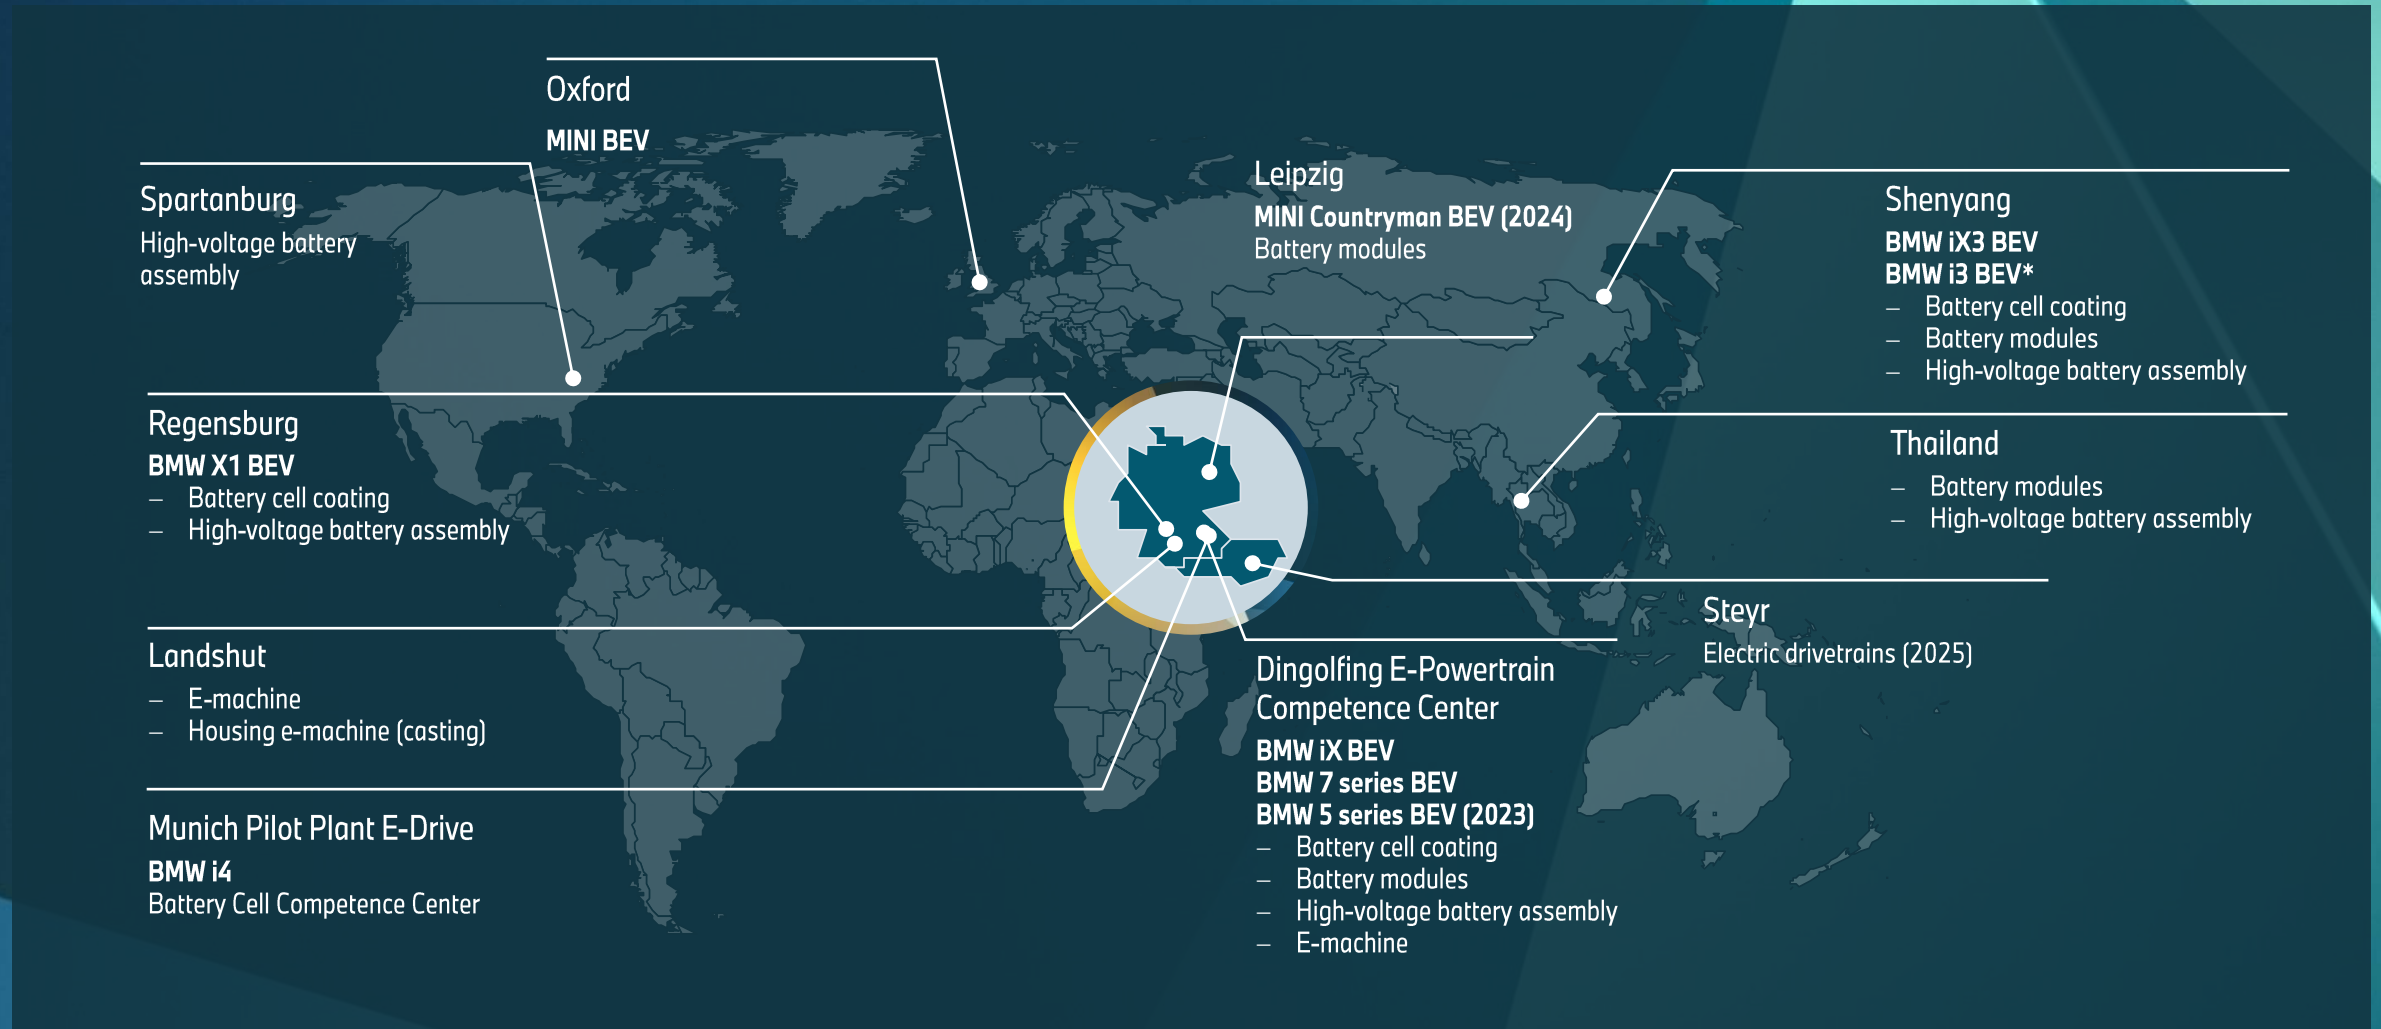 Oxford
MINI BEV
Spartanburg
High-voltage battery
assembly
Leipzig
MINI Countryman BEV (2024)
Battery modules
Shenyang
BMW iX3 BEV
BMW i3 BEV*
– Battery cell coating
– Battery modules
– High-voltage battery assembly
Regensburg
BMW X1 BEV
– Battery cell coating
– High-voltage battery assembly
Thailand
– Battery modules
– High-voltage battery assembly
Steyr
Electric drivetrains (2025)
Landshut
– E-machine
– Housing e-machine (casting)
Dingolfing E-Powertrain
Competence Center
BMW iX BEV
BMW 7 series BEV
BMW 5 series BEV (2023)
– Battery cell coating
– Battery modules
– High-voltage battery assembly
– E-machine
Munich Pilot Plant E-Drive
BMW i4
Battery Cell Competence Center